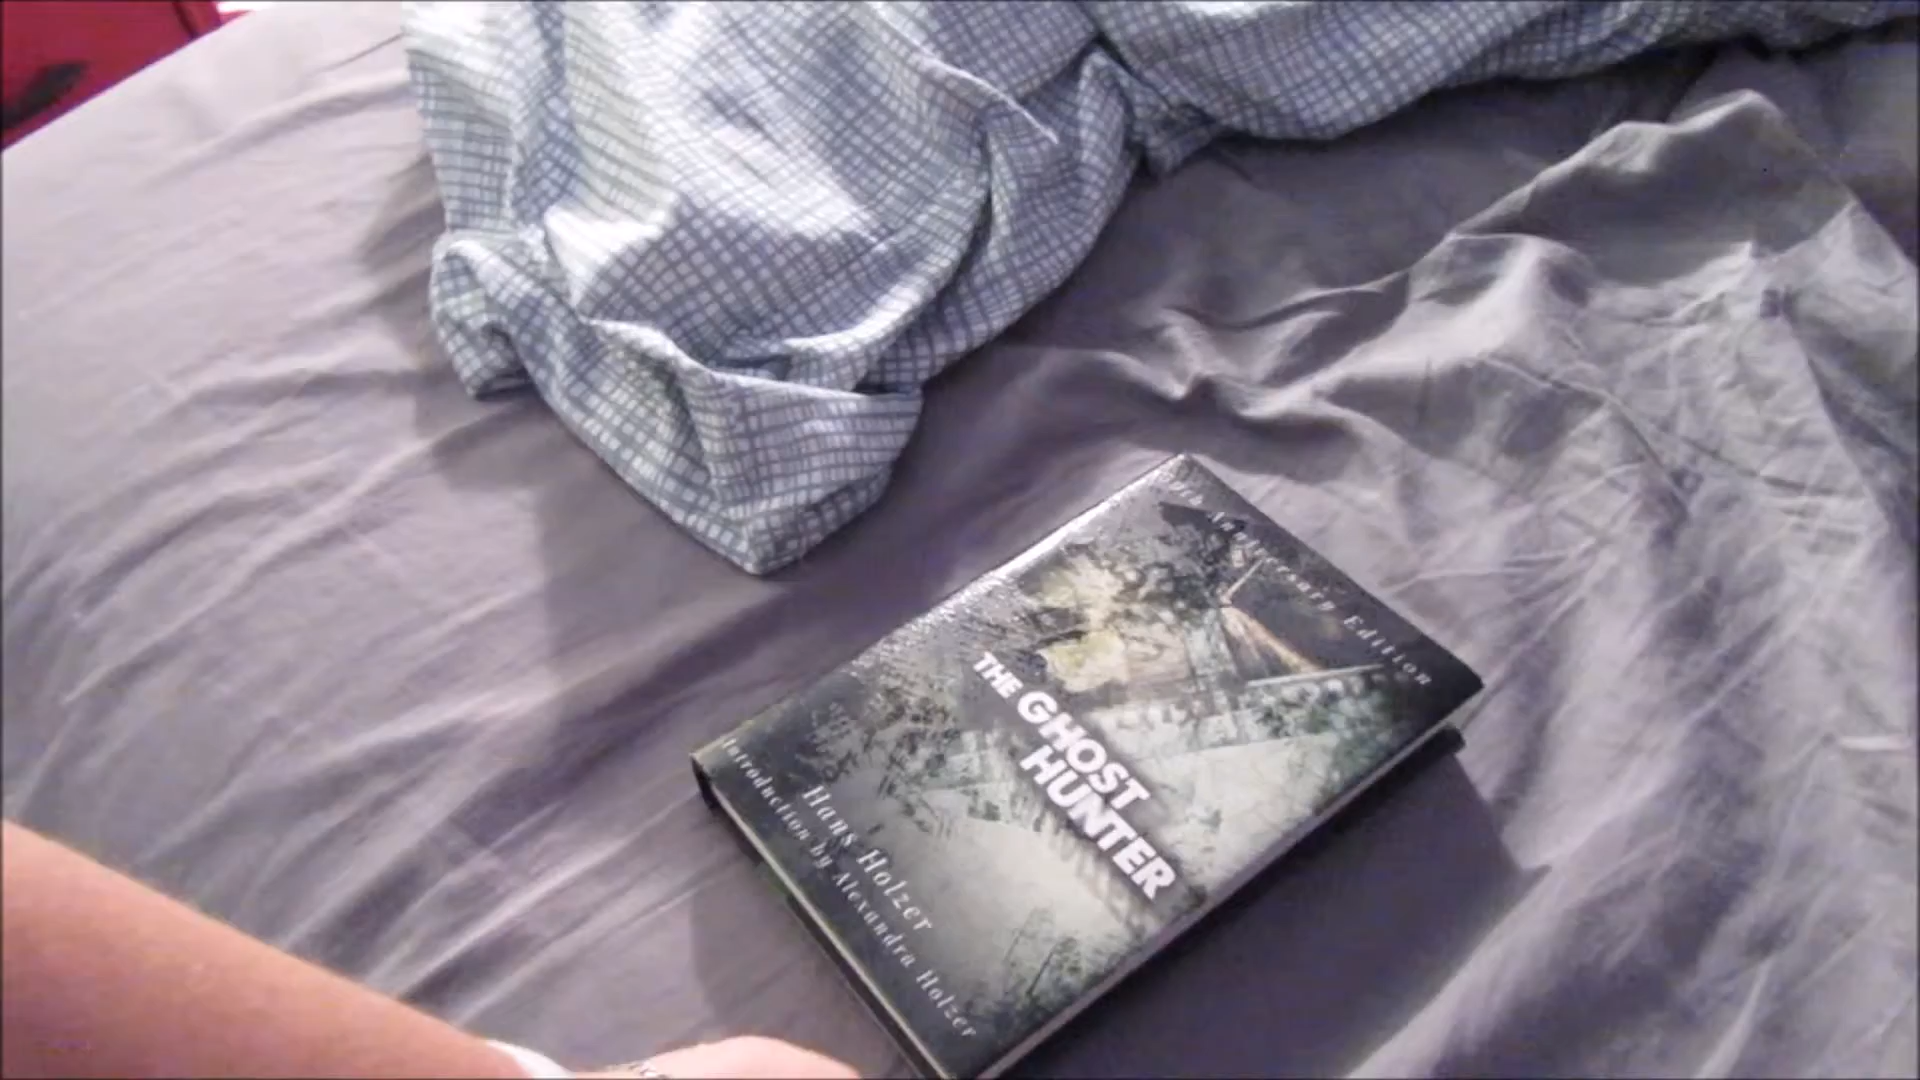 Anniversary Edition
THE GHOST
HUNTER
Hans Holzer
Introduction by Alexandra Holzer